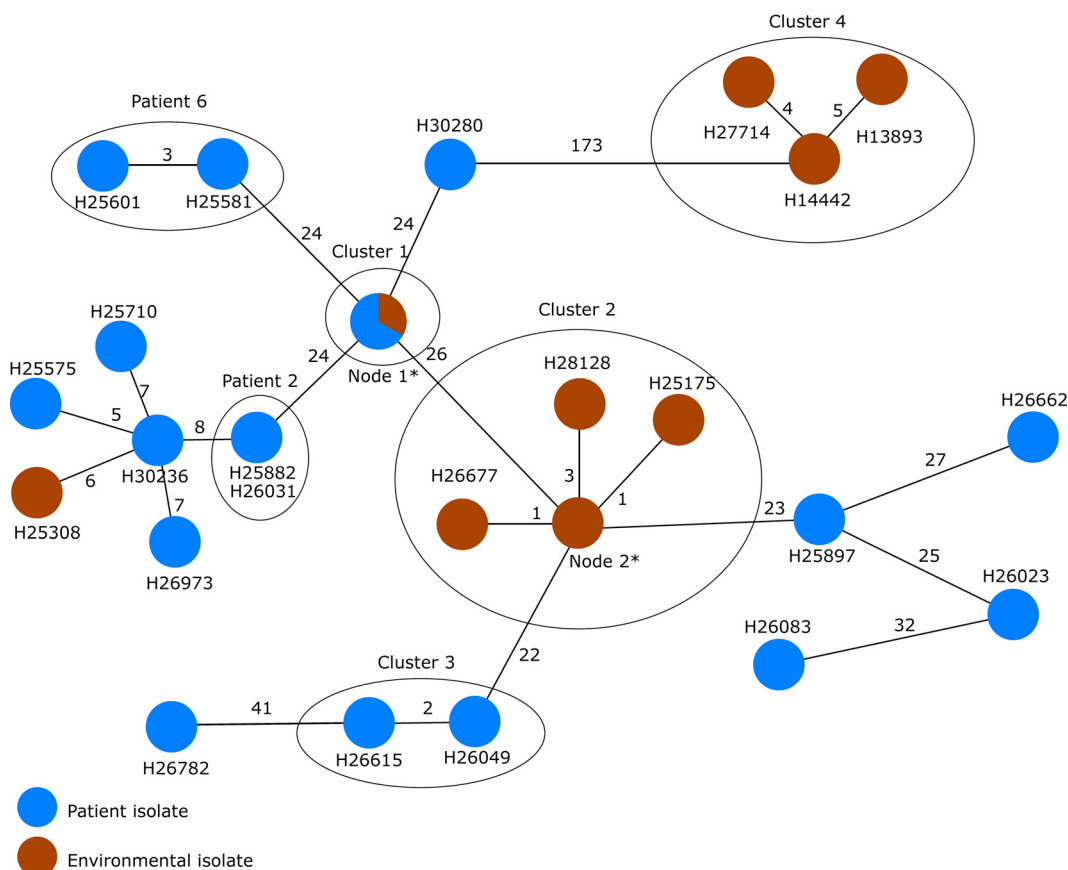 Cluster 4
Patient 6
H30280
H27714
4
5
H13893
173
3
H25601
H25581
H14442
24
24
Cluster 1
H25710
Cluster 2
26
H25575
24
Node 1*
H28128
Patient 2
H25175
7
5
8
H30236
H25882
H26031
H26662
27
6
7
H26677
3
1
1
23
H25308
Node 2*
H25897
25
H26973
H26023
H26083
32
22
Cluster 3
41
2
H26782
H26615
H26049
Patient isolate
Environmental isolate